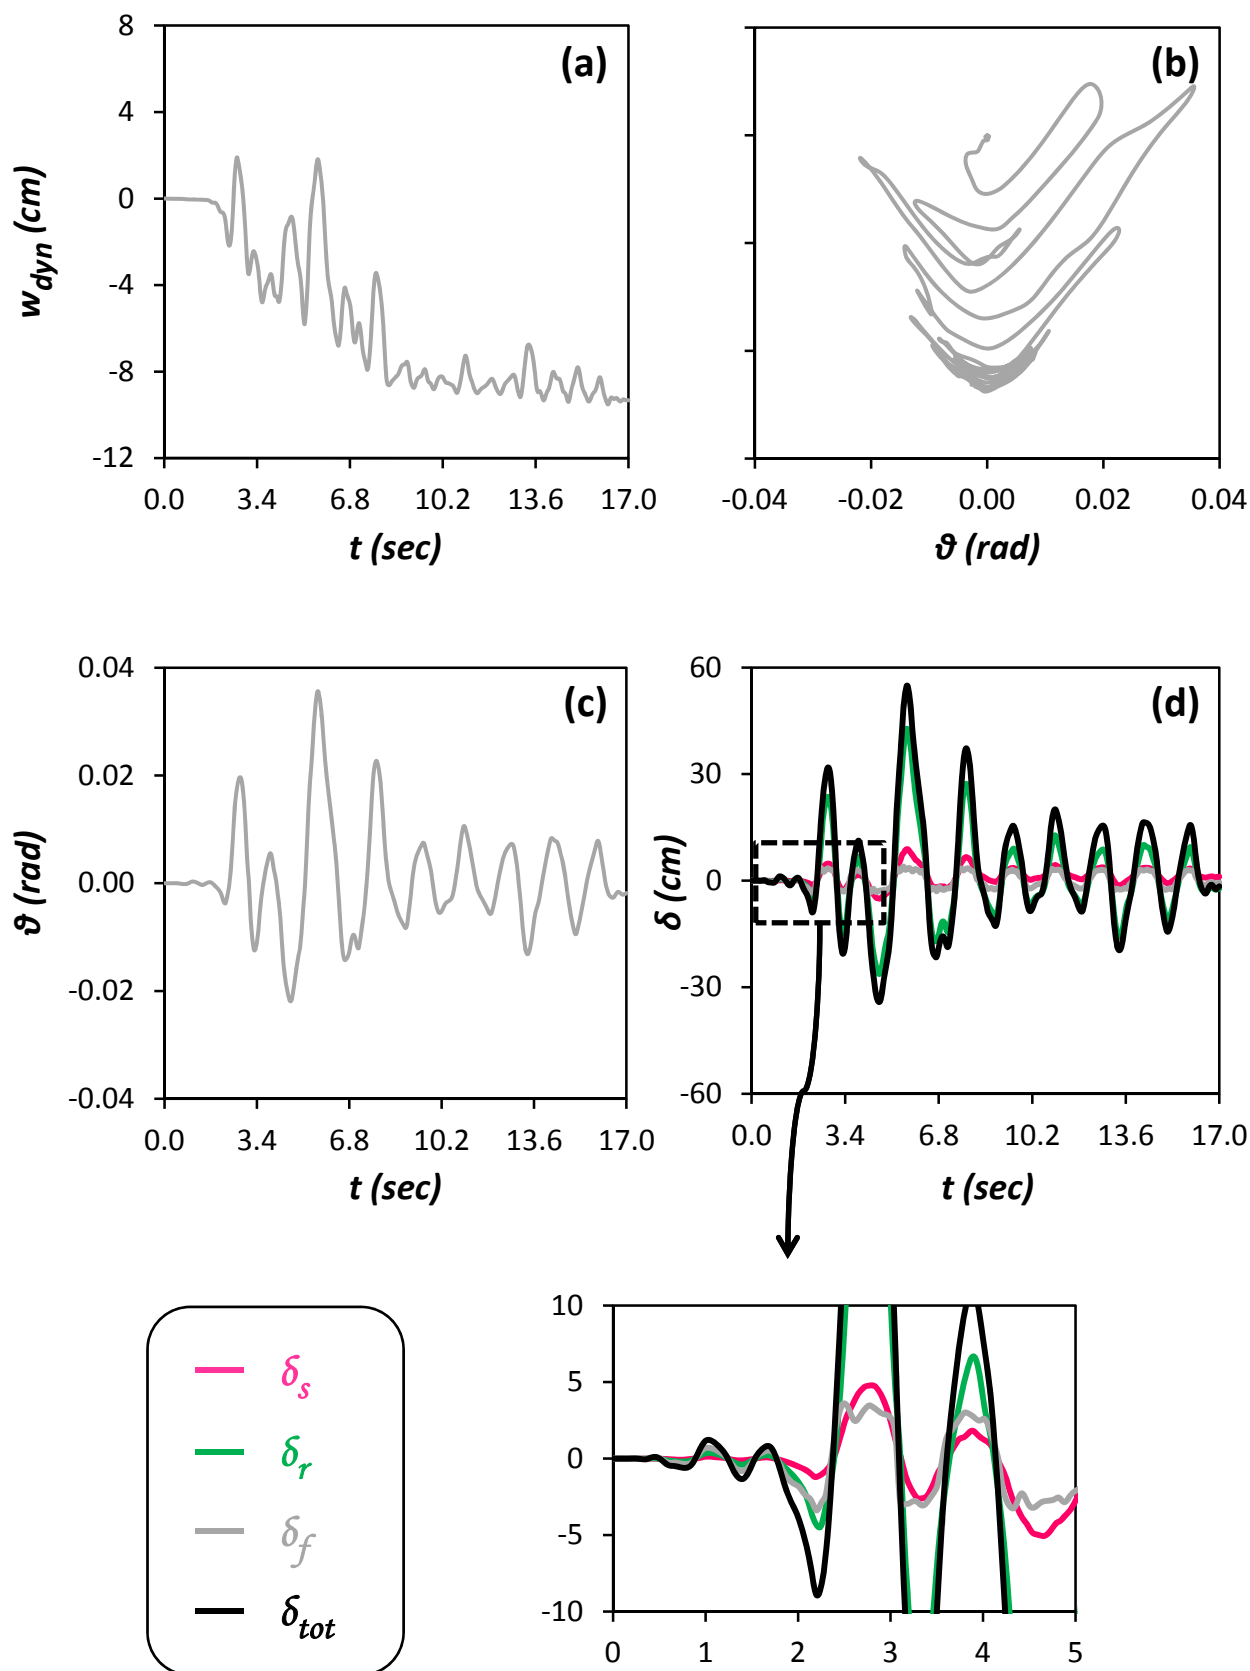 8
4
0
-4
-8
-12
w_dyn (cm)
(a)
0.0 3.4 6.8 10.2 13.6 17.0
t (sec)
(b)
-0.04 -0.02 0.00 0.02 0.04
ϑ (rad)
0.04
0.02
0.00
-0.02
-0.04
ϑ (rad)
(c)
0.0 3.4 6.8 10.2 13.6 17.0
t (sec)
60
30
0
-30
-60
δ (cm)
(d)
0.0 3.4 6.8 10.2 13.6 17.0
t (sec)
δ_s
δ_r
δ_f
δ_tot
10
5
0
-5
-10
0 1 2 3 4 5